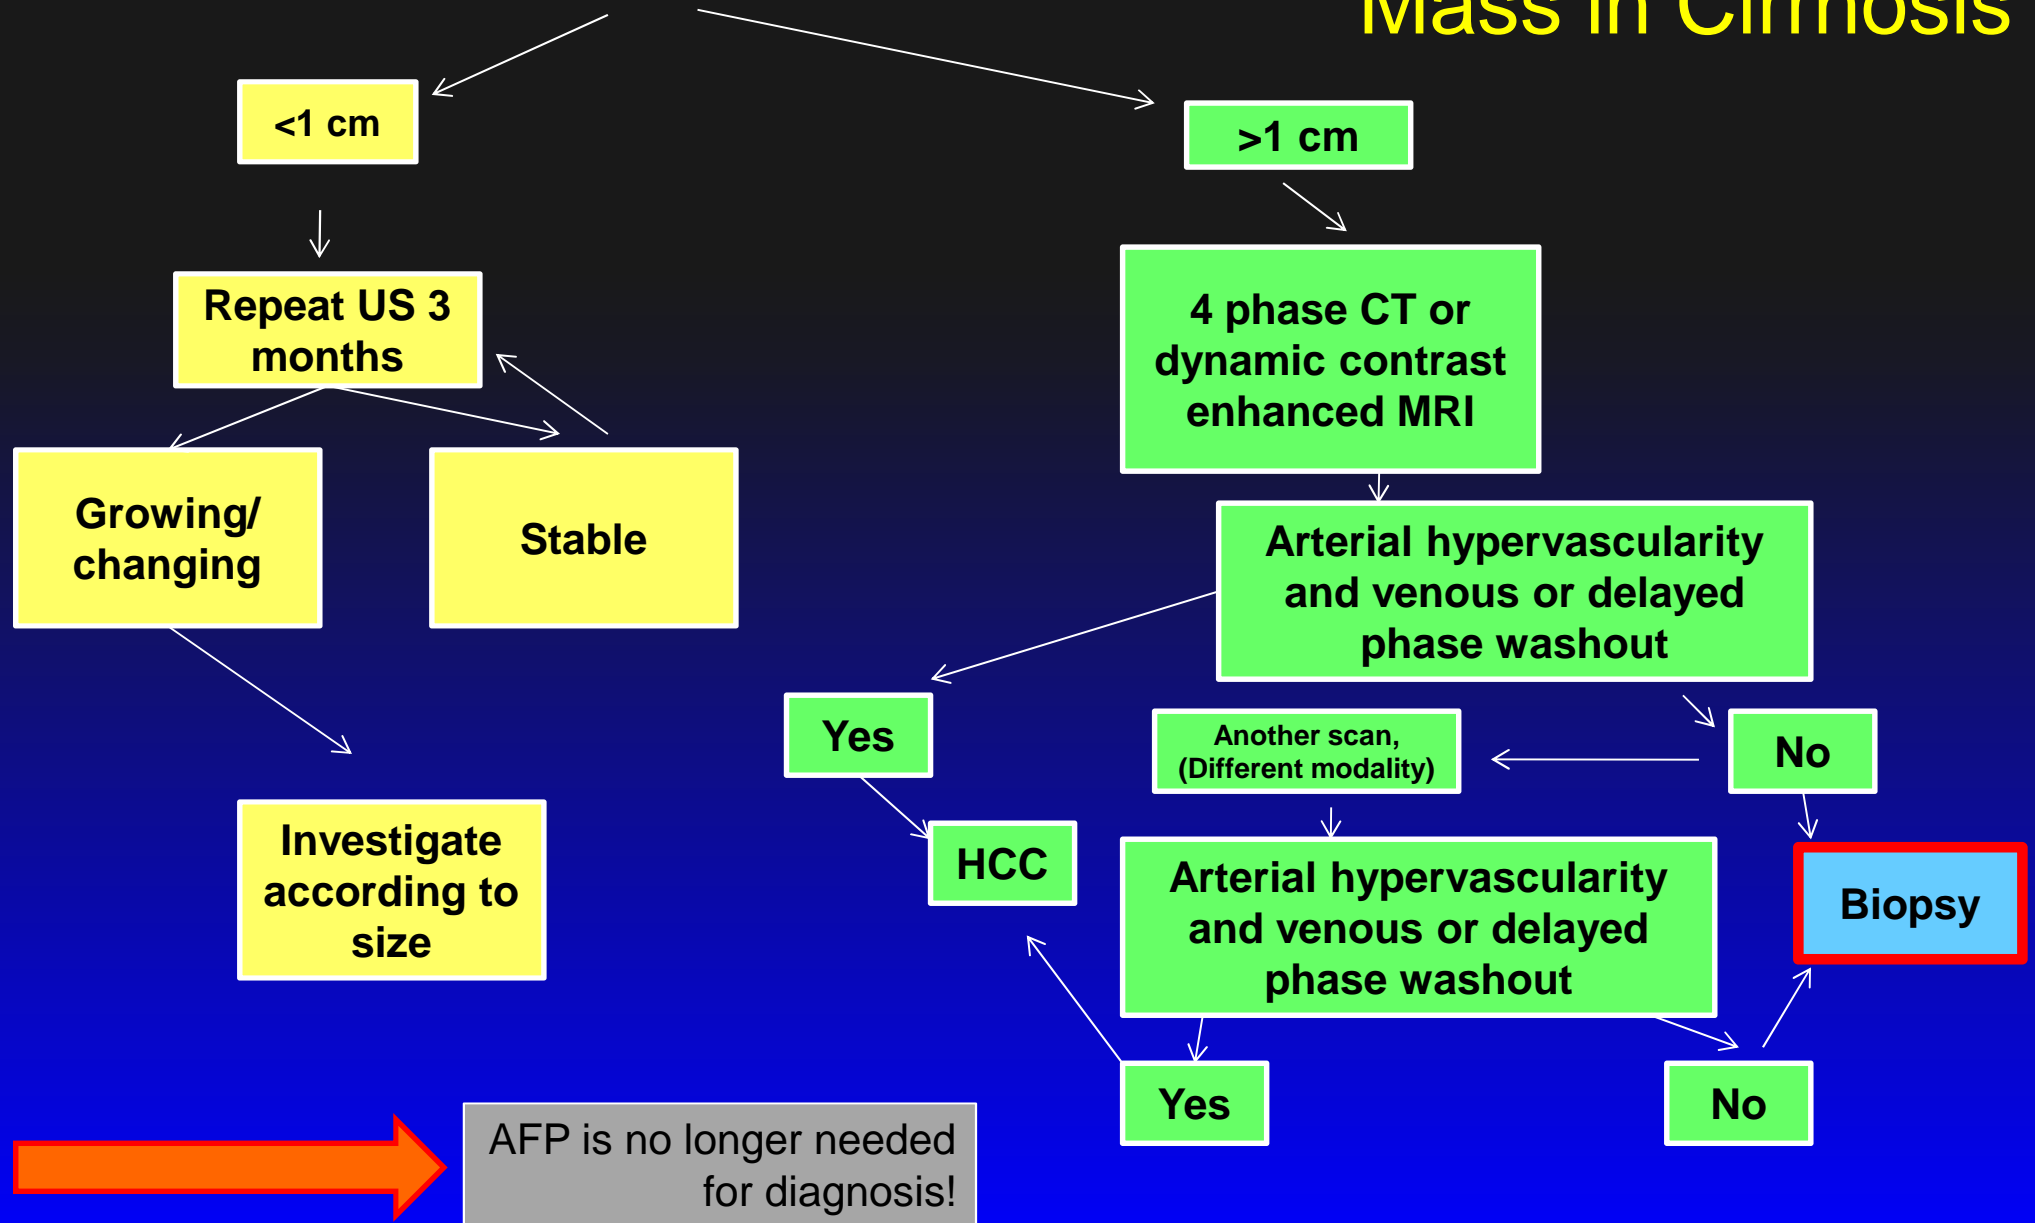 Mass in Cirrhosis
<1 cm
>1 cm
Repeat US 3
months
4 phase CT or
dynamic contrast
enhanced MRI
Growing/
changing
Stable
Arterial hypervascularity
and venous or delayed
phase washout
Yes
Another scan,
(Different modality)
No
Investigate
according to
size
HCC
Arterial hypervascularity
and venous or delayed
phase washout
Biopsy
Yes
No
AFP is no longer needed
for diagnosis!